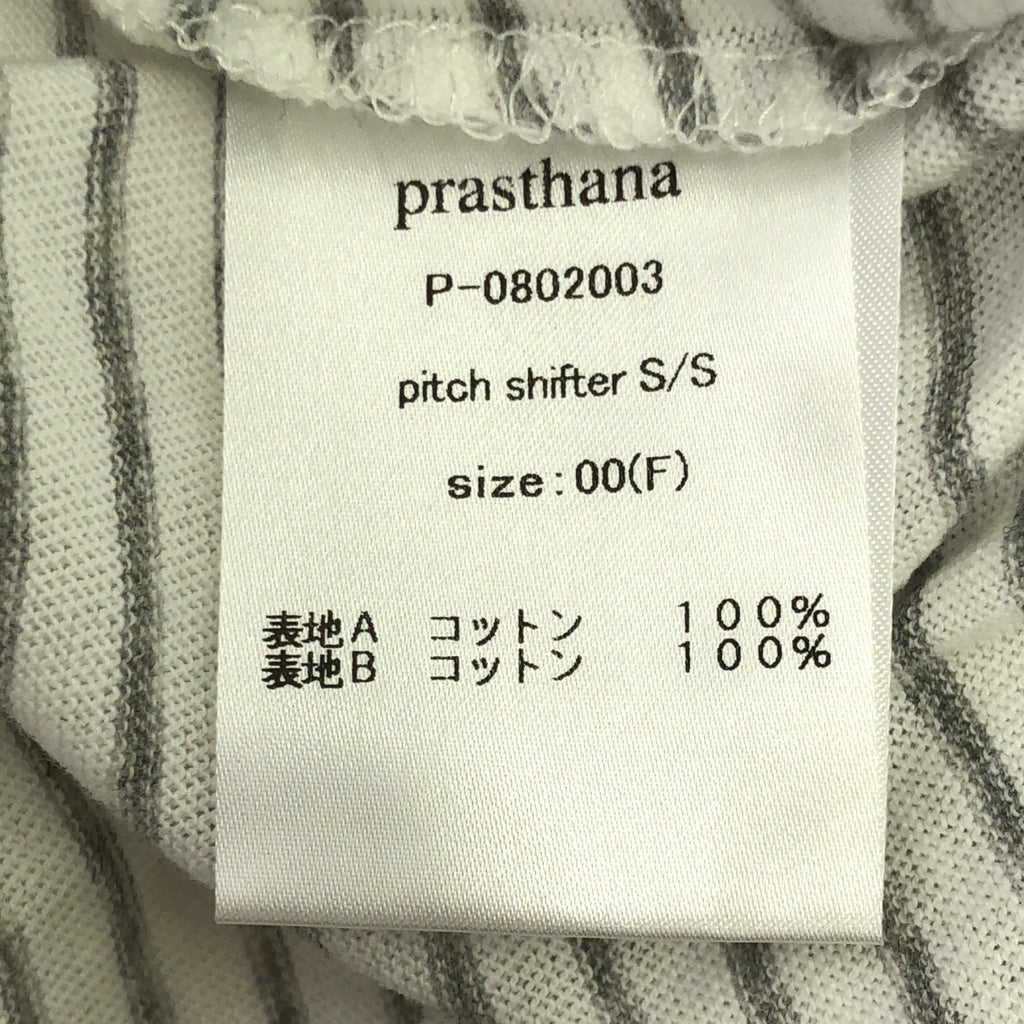 prasthana
P-0802003
pitch shifter S/S
size:00(F)
表地A コットン 100%
表地B コットン 100%